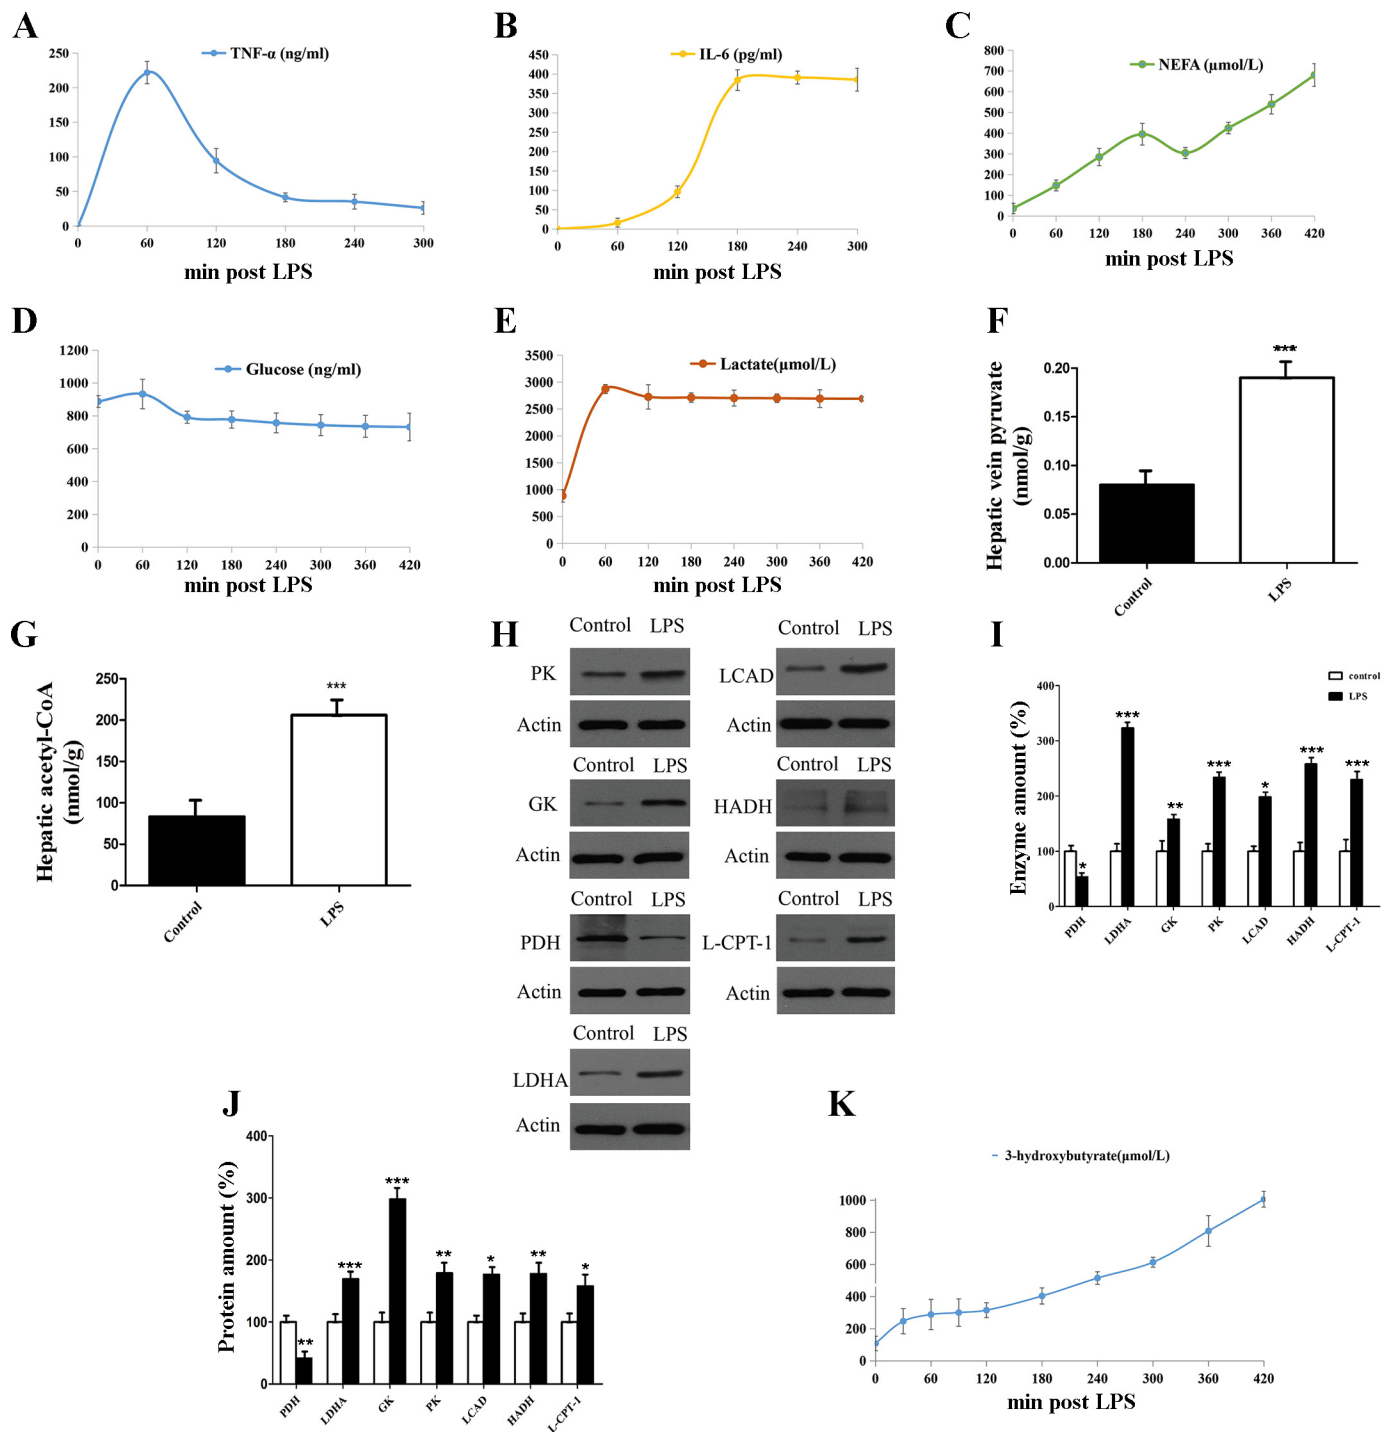 A
TNF-α (ng/ml)
250
200
150
100
50
0
0 60 120 180 240 300
min post LPS
B
IL-6 (pg/ml)
450
400
350
300
250
200
150
100
50
0
0 60 120 180 240 300
min post LPS
C
NEFA (μmol/L)
800
700
600
500
400
300
200
100
0
0 60 120 180 240 300 360 420
min post LPS
D
Glucose (ng/ml)
1200
1000
800
600
400
200
0
0 60 120 180 240 300 360 420
min post LPS
E
Lactate(μmol/L)
3500
3000
2500
2000
1500
1000
500
0
0 60 120 180 240 300 360 420
min post LPS
F
Hepatic vein pyruvate
(nmol/g)
0.20
0.15
0.10
0.05
0.00
***
Control LPS
G
Hepatic acetyl-CoA
(nmol/g)
250
200
150
100
50
0
***
Control LPS
H
Control LPS
PK
Actin
Control LPS
GK
Actin
Control LPS
PDH
Actin
Control LPS
LDHA
Actin
Control LPS
LCAD
Actin
Control LPS
HADH
Actin
Control LPS
L-CPT-1
Actin
I
control
LPS
Enzyme amount (%)
400
300
200
100
0
* *** ** *** * *** ***
PDH LDHA GK PK LCAD HADH L-CPT-1
J
Protein amount (%)
400
300
200
100
0
** *** *** ** * ** *
PDH LDHA GK PK LCAD HADH L-CPT-1
K
3-hydroxybutyrate(μmol/L)
1000
800
600
400
200
0
0 60 120 180 240 300 360 420
min post LPS